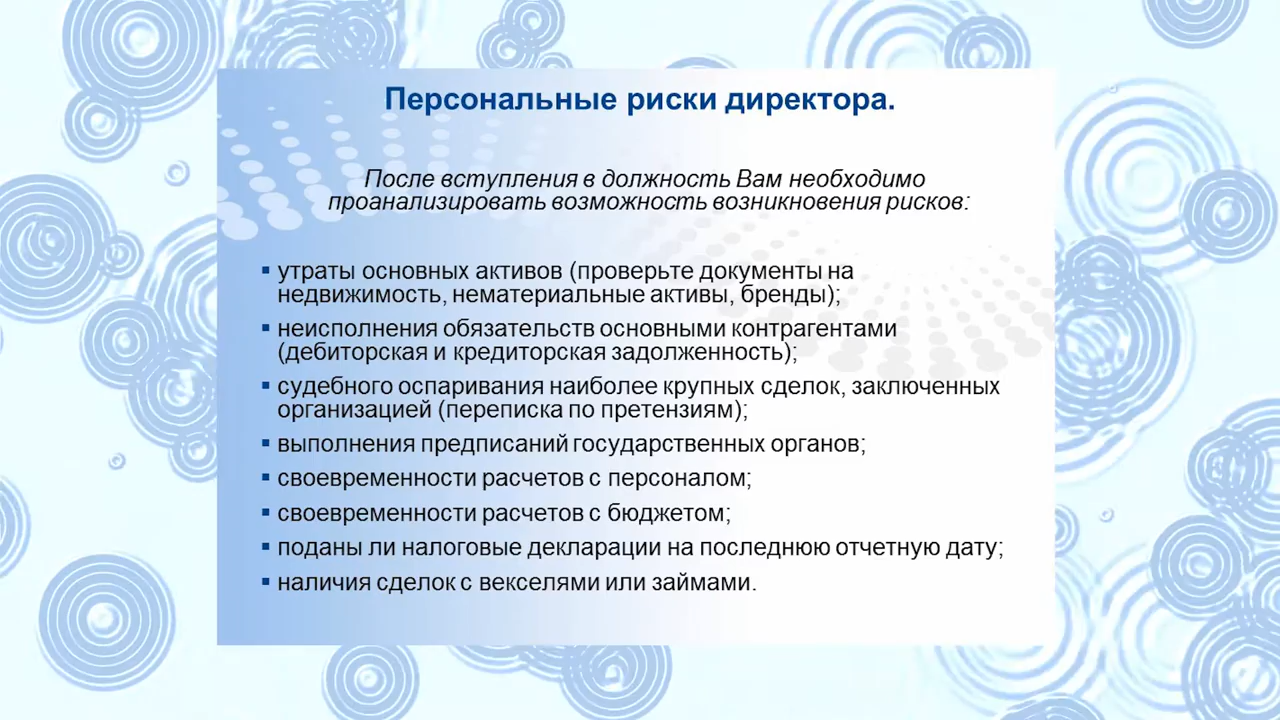 Персональные риски директора.
После вступления в должность Вам необходимо
проанализировать возможность возникновения рисков:
▪ утраты основных активов (проверьте документы на
недвижимость, нематериальные активы, бренды);
▪ неисполнения обязательств основными контрагентами
(дебиторская и кредиторская задолженность);
▪ судебного оспаривания наиболее крупных сделок, заключенных
организацией (переписка по претензиям);
▪ выполнения предписаний государственных органов;
▪ своевременности расчетов с персоналом;
▪ своевременности расчетов с бюджетом;
▪ поданы ли налоговые декларации на последнюю отчетную дату;
▪ наличия сделок с векселями или займами.